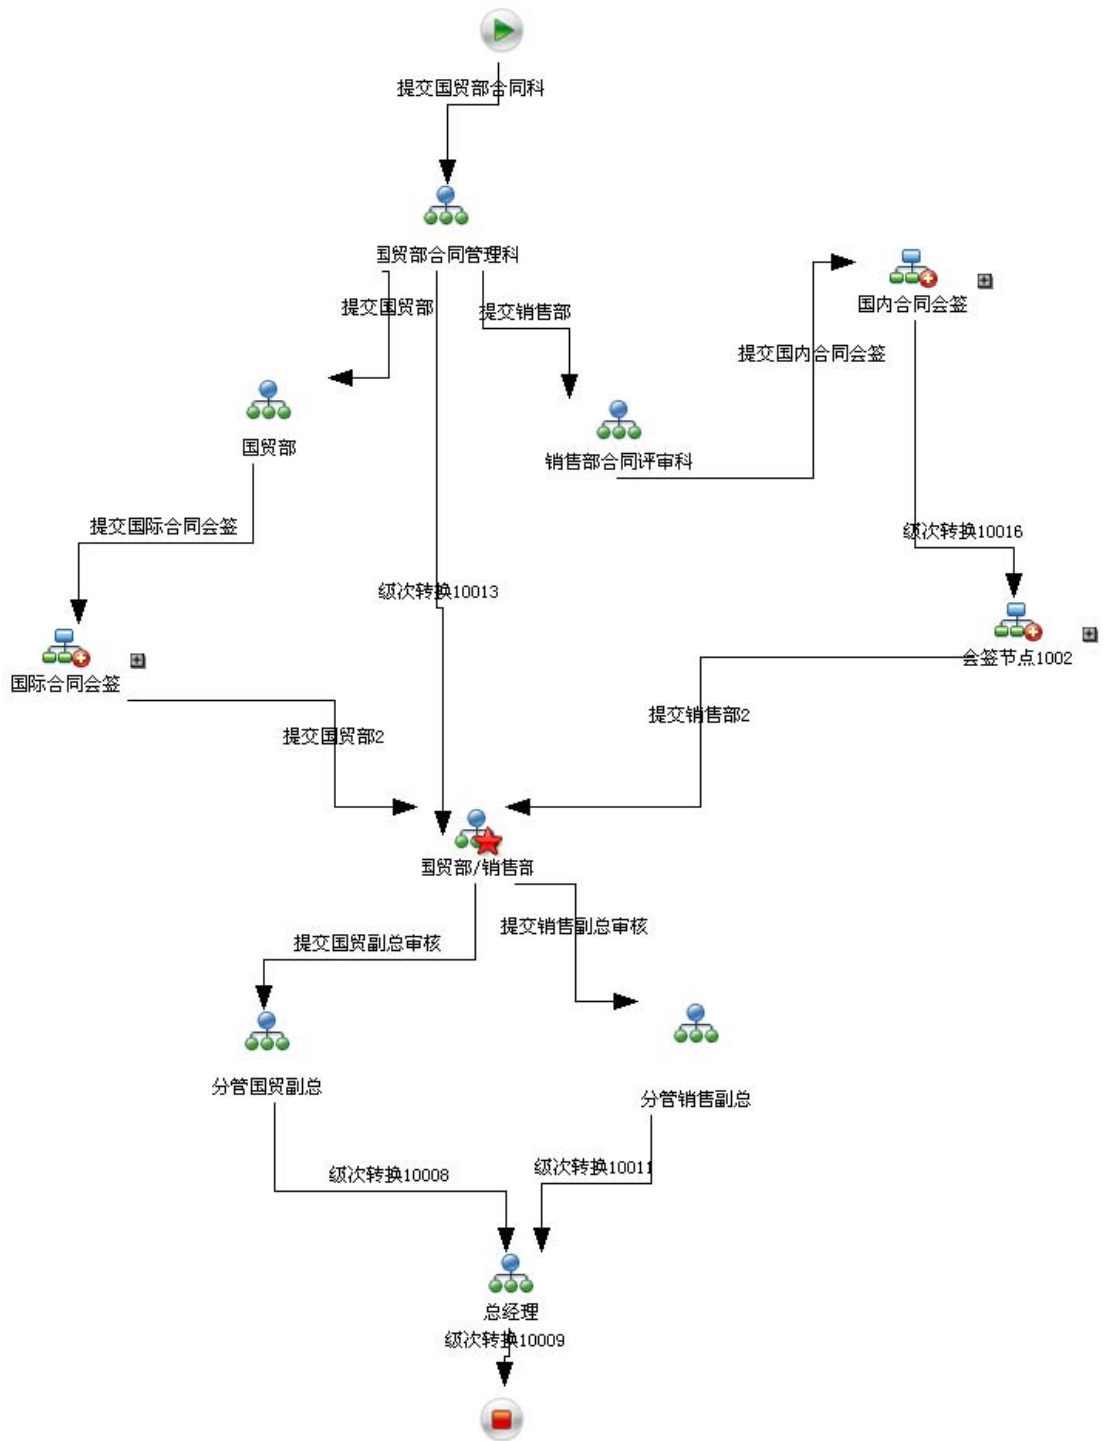 提交国贸部合同科
国贸部合同管理科
提交国贸部
提交销售部
国内合同会签
提交国内合同会签
国贸部
销售部合同评审科
提交国际合同会签
级次转换10016
级次转换10013
国际合同会签
会签节点1002
提交国贸部2
提交销售部2
国贸部/销售部
提交国贸副总审核
提交销售副总审核
分管国贸副总
分管销售副总
级次转换10008
级次转换10011
总经理
级次转换10009